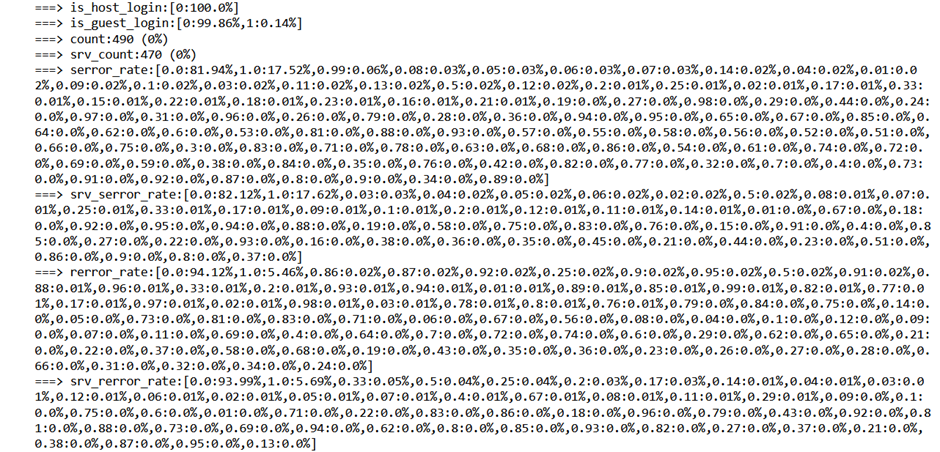 ===> is_host_login:[0:100.0%]
===> is_guest_login:[0:99.86%,1:0.14%]
===> count:490 (0%)
===> srv_count:470 (0%)
===> serror_rate:[0.0:81.94%,1.0:17.52%,0.99:0.06%,0.08:0.03%,0.05:0.03%,0.06:0.03%,0.07:0.03%,0.14:0.02%,0.04:0.02%,0.01:0.0
2%,0.09:0.02%,0.1:0.02%,0.03:0.02%,0.11:0.02%,0.13:0.02%,0.5:0.02%,0.12:0.02%,0.2:0.01%,0.25:0.01%,0.02:0.01%,0.17:0.01%,0.33:
0.01%,0.15:0.01%,0.22:0.01%,0.18:0.01%,0.23:0.01%,0.16:0.01%,0.21:0.01%,0.19:0.0%,0.27:0.0%,0.98:0.0%,0.29:0.0%,0.44:0.0%,0.24:
0.0%,0.97:0.0%,0.31:0.0%,0.96:0.0%,0.26:0.0%,0.79:0.0%,0.28:0.0%,0.36:0.0%,0.94:0.0%,0.95:0.0%,0.65:0.0%,0.67:0.0%,0.85:0.0%,0.
64:0.0%,0.62:0.0%,0.6:0.0%,0.53:0.0%,0.81:0.0%,0.88:0.0%,0.93:0.0%,0.57:0.0%,0.55:0.0%,0.58:0.0%,0.56:0.0%,0.52:0.0%,0.51:0.0%,
0.66:0.0%,0.75:0.0%,0.3:0.0%,0.83:0.0%,0.71:0.0%,0.78:0.0%,0.63:0.0%,0.68:0.0%,0.86:0.0%,0.54:0.0%,0.61:0.0%,0.74:0.0%,0.72:0.
0%,0.69:0.0%,0.59:0.0%,0.38:0.0%,0.84:0.0%,0.35:0.0%,0.76:0.0%,0.42:0.0%,0.82:0.0%,0.77:0.0%,0.32:0.0%,0.7:0.0%,0.4:0.0%,0.73:
0.0%,0.91:0.0%,0.92:0.0%,0.87:0.0%,0.8:0.0%,0.9:0.0%,0.34:0.0%,0.89:0.0%]
===> srv_serror_rate:[0.0:82.12%,1.0:17.62%,0.03:0.03%,0.04:0.02%,0.05:0.02%,0.06:0.02%,0.02:0.02%,0.5:0.02%,0.08:0.01%,0.07:0.
01%,0.25:0.01%,0.33:0.01%,0.17:0.01%,0.09:0.01%,0.1:0.01%,0.2:0.01%,0.12:0.01%,0.11:0.01%,0.14:0.01%,0.01:0.0%,0.67:0.0%,0.18:
0.0%,0.92:0.0%,0.95:0.0%,0.94:0.0%,0.88:0.0%,0.19:0.0%,0.58:0.0%,0.75:0.0%,0.83:0.0%,0.76:0.0%,0.15:0.0%,0.91:0.0%,0.4:0.0%,0.8
5:0.0%,0.27:0.0%,0.22:0.0%,0.93:0.0%,0.16:0.0%,0.38:0.0%,0.36:0.0%,0.35:0.0%,0.45:0.0%,0.21:0.0%,0.44:0.0%,0.23:0.0%,0.51:0.0%,
0.86:0.0%,0.9:0.0%,0.8:0.0%,0.37:0.0%]
===> rerror_rate:[0.0:94.12%,1.0:5.46%,0.86:0.02%,0.87:0.02%,0.92:0.02%,0.25:0.02%,0.9:0.02%,0.95:0.02%,0.5:0.02%,0.91:0.02%,0.
88:0.01%,0.96:0.01%,0.33:0.01%,0.2:0.01%,0.93:0.01%,0.94:0.01%,0.01:0.01%,0.89:0.01%,0.85:0.01%,0.99:0.01%,0.82:0.01%,0.77:0.0
1%,0.17:0.01%,0.97:0.01%,0.02:0.01%,0.98:0.01%,0.03:0.01%,0.78:0.01%,0.8:0.01%,0.76:0.01%,0.79:0.0%,0.84:0.0%,0.75:0.0%,0.14:0.
0%,0.05:0.0%,0.73:0.0%,0.81:0.0%,0.83:0.0%,0.71:0.0%,0.06:0.0%,0.67:0.0%,0.56:0.0%,0.08:0.0%,0.04:0.0%,0.1:0.0%,0.12:0.0%,0.09:
0.0%,0.07:0.0%,0.11:0.0%,0.69:0.0%,0.4:0.0%,0.64:0.0%,0.7:0.0%,0.72:0.0%,0.74:0.0%,0.6:0.0%,0.29:0.0%,0.62:0.0%,0.65:0.0%,0.21:
0.0%,0.22:0.0%,0.37:0.0%,0.58:0.0%,0.68:0.0%,0.19:0.0%,0.43:0.0%,0.35:0.0%,0.36:0.0%,0.23:0.0%,0.26:0.0%,0.27:0.0%,0.28:0.0%,0.
66:0.0%,0.31:0.0%,0.32:0.0%,0.34:0.0%,0.24:0.0%]
===> srv_rerror_rate:[0.0:93.99%,1.0:5.69%,0.33:0.05%,0.5:0.04%,0.25:0.04%,0.2:0.03%,0.17:0.03%,0.14:0.01%,0.04:0.01%,0.03:0.0
1%,0.12:0.01%,0.06:0.01%,0.02:0.01%,0.05:0.01%,0.07:0.01%,0.4:0.01%,0.67:0.01%,0.08:0.01%,0.11:0.01%,0.29:0.01%,0.09:0.0%,0.1:
0.0%,0.75:0.0%,0.6:0.0%,0.01:0.0%,0.71:0.0%,0.22:0.0%,0.83:0.0%,0.86:0.0%,0.18:0.0%,0.96:0.0%,0.79:0.0%,0.43:0.0%,0.92:0.0%,0.8
1:0.0%,0.88:0.0%,0.73:0.0%,0.69:0.0%,0.94:0.0%,0.62:0.0%,0.8:0.0%,0.85:0.0%,0.93:0.0%,0.82:0.0%,0.27:0.0%,0.37:0.0%,0.21:0.0%,
0.38:0.0%,0.87:0.0%,0.95:0.0%,0.13:0.0%]